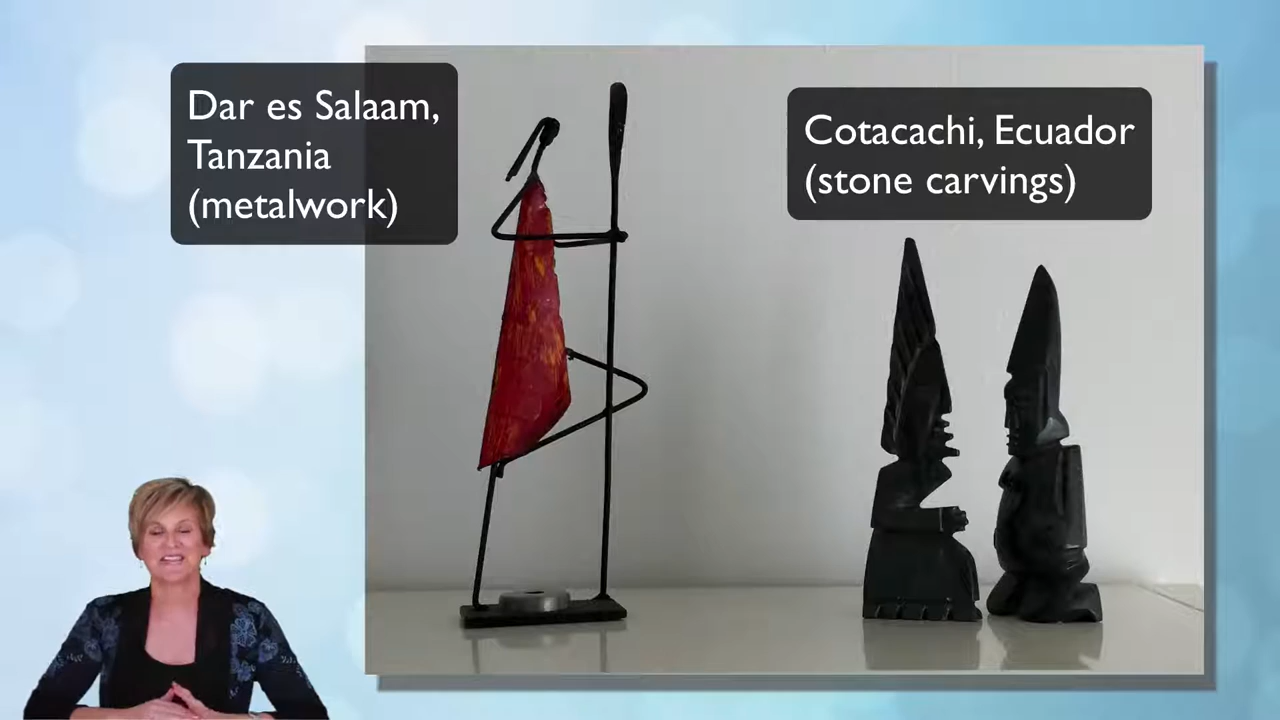 Dar es Salaam,
Tanzania
(metalwork)
Cotacachi, Ecuador
(stone carvings)